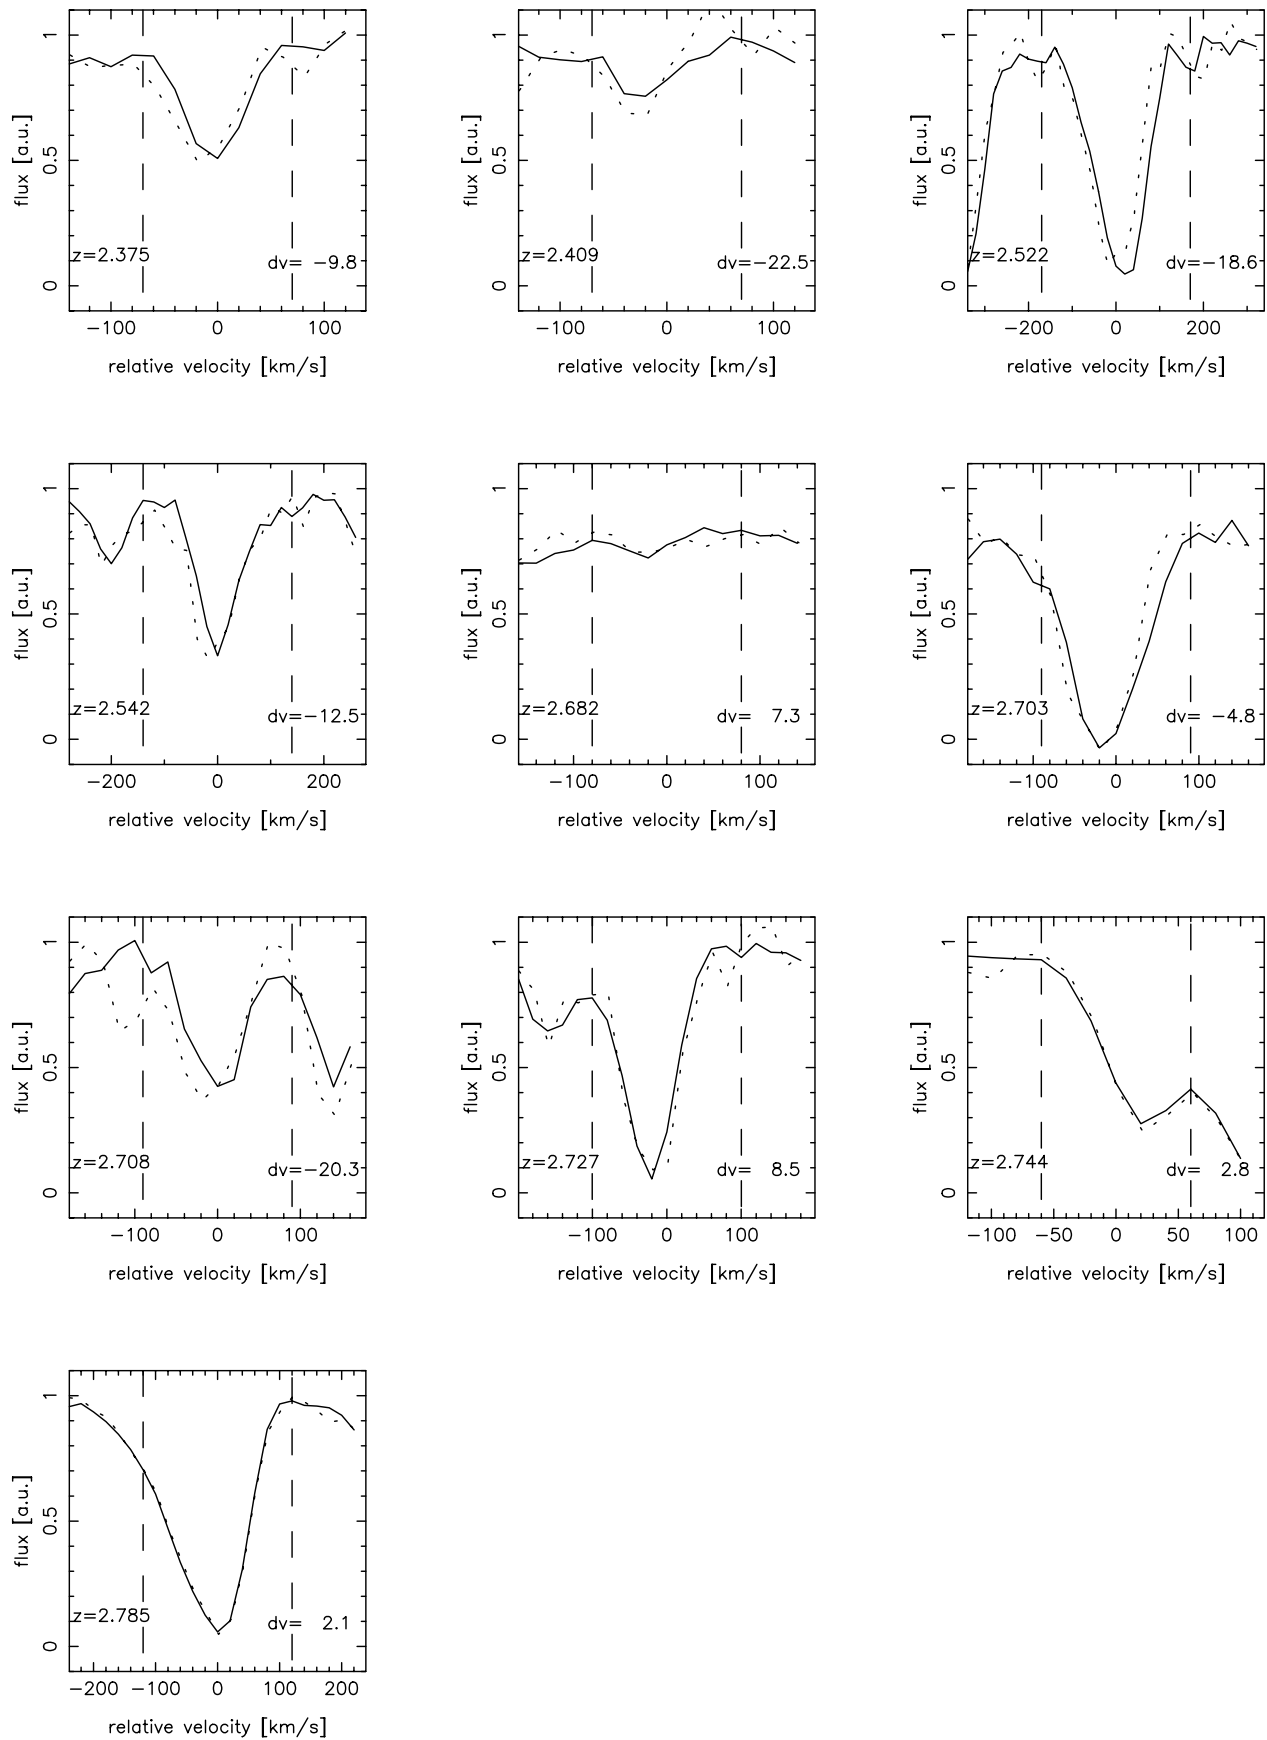 flux [a.u.]
1
0.5
0
z=2.375
dv= −9.8
−100 0 100
relative velocity [km/s]
flux [a.u.]
1
0.5
0
z=2.409
dv=−22.5
−100 0 100
relative velocity [km/s]
flux [a.u.]
1
0.5
0
z=2.522
dv=−18.6
−200 0 200
relative velocity [km/s]
flux [a.u.]
1
0.5
0
z=2.542
dv=−12.5
−200 0 200
relative velocity [km/s]
flux [a.u.]
1
0.5
0
z=2.682
dv= 7.3
−100 0 100
relative velocity [km/s]
flux [a.u.]
1
0.5
0
z=2.703
dv= −4.8
−100 0 100
relative velocity [km/s]
flux [a.u.]
1
0.5
0
z=2.708
dv=−20.3
−100 0 100
relative velocity [km/s]
flux [a.u.]
1
0.5
0
z=2.727
dv= 8.5
−100 0 100
relative velocity [km/s]
flux [a.u.]
1
0.5
0
z=2.744
dv= 2.8
−100 −50 0 50 100
relative velocity [km/s]
flux [a.u.]
1
0.5
0
z=2.785
dv= 2.1
−200 −100 0 100 200
relative velocity [km/s]